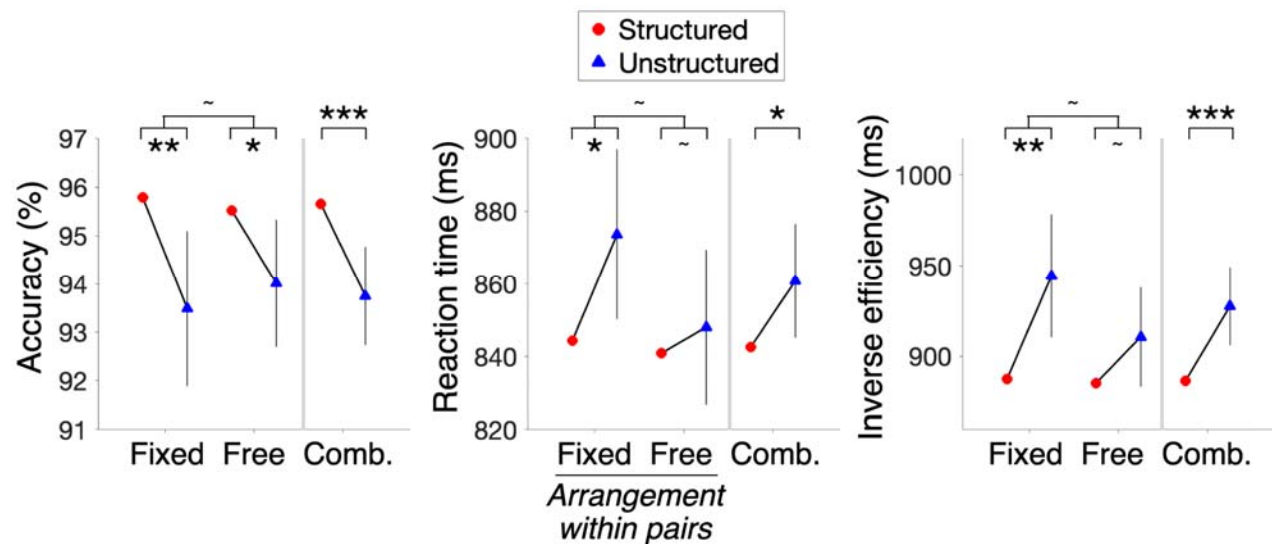 Structured
Unstructured
~
**
*
***
Accuracy (%)
97
96
95
94
93
92
91
Fixed Free Comb.
~
*
~
*
Reaction time (ms)
900
880
860
840
820
Fixed Free Comb.
Arrangement
within pairs
~
**
~
***
Inverse efficiency (ms)
1000
950
900
Fixed Free Comb.